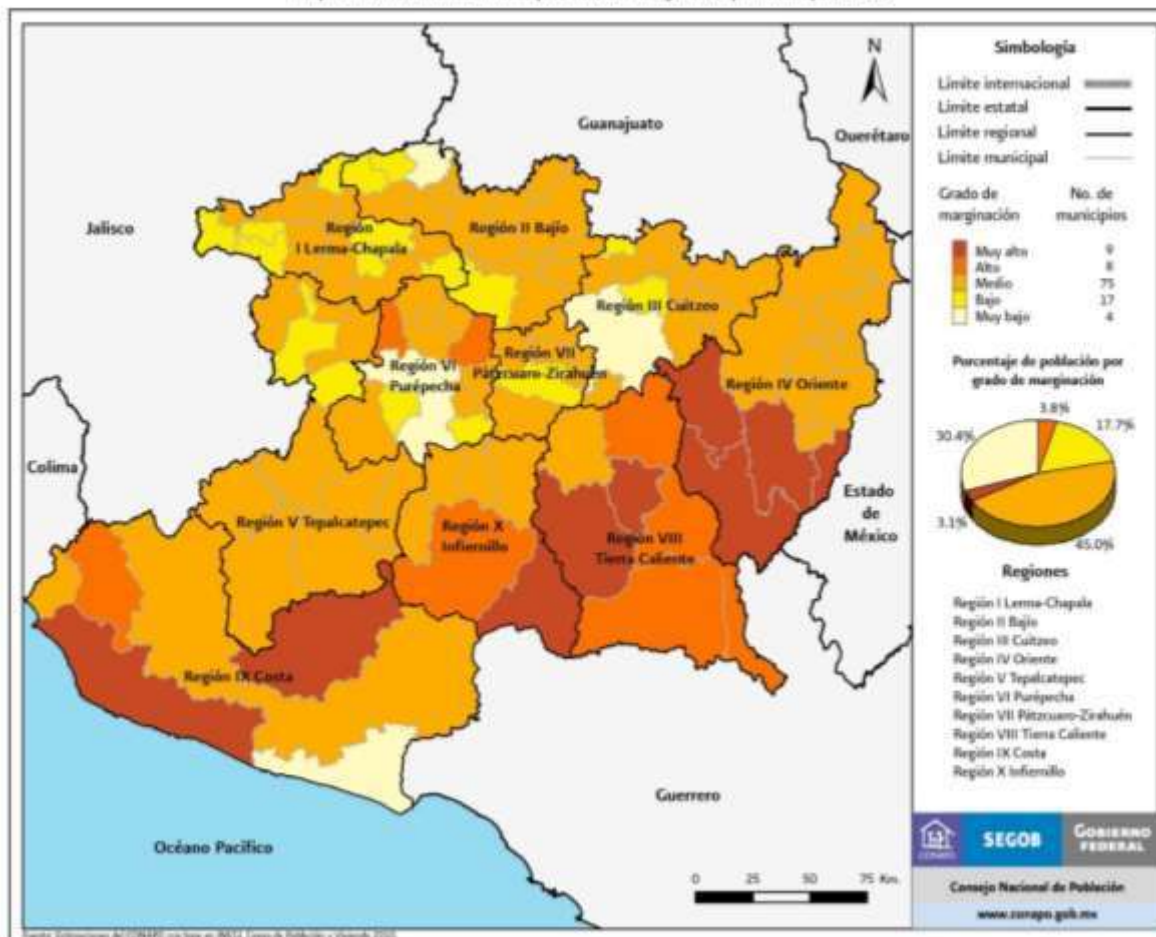 Simbología
Límite internacional
Límite estatal
Límite regional
Límite municipal
Grado de marginación
No. de municipios
Muy alto 9
Alto 8
Medio 75
Bajo 17
Muy bajo 4
Porcentaje de población por
grado de marginación
3.8%
17.7%
30.4%
3.1%
45.0%
Regiones
Región I Lerma-Chapala
Región II Bajío
Región III Cuitzeo
Región IV Oriente
Región V Tepalcatepec
Región VI Purépecha
Región VII Pátzcuaro-Zirahuén
Región VIII Tierra Caliente
Región IX Costa
Región X Infiernillo
CONAPO
SEGOB
GOBIERNO
FEDERAL
Consejo Nacional de Población
www.conapo.gob.mx
N
Guanajuato
Querétaro
Jalisco
Región
I Lerma-Chapala
Región II Bajío
Región III Cuitzeo
Región VI
Purépecha
Región VII
Pátzcuaro-Zirahuén
Región IV Oriente
Colima
Estado
de
México
Región V Tepalcatepec
Región X
Infiernillo
Región VIII
Tierra Caliente
Región IX Costa
Guerrero
Océano Pacífico
0 25 50 75 Km.